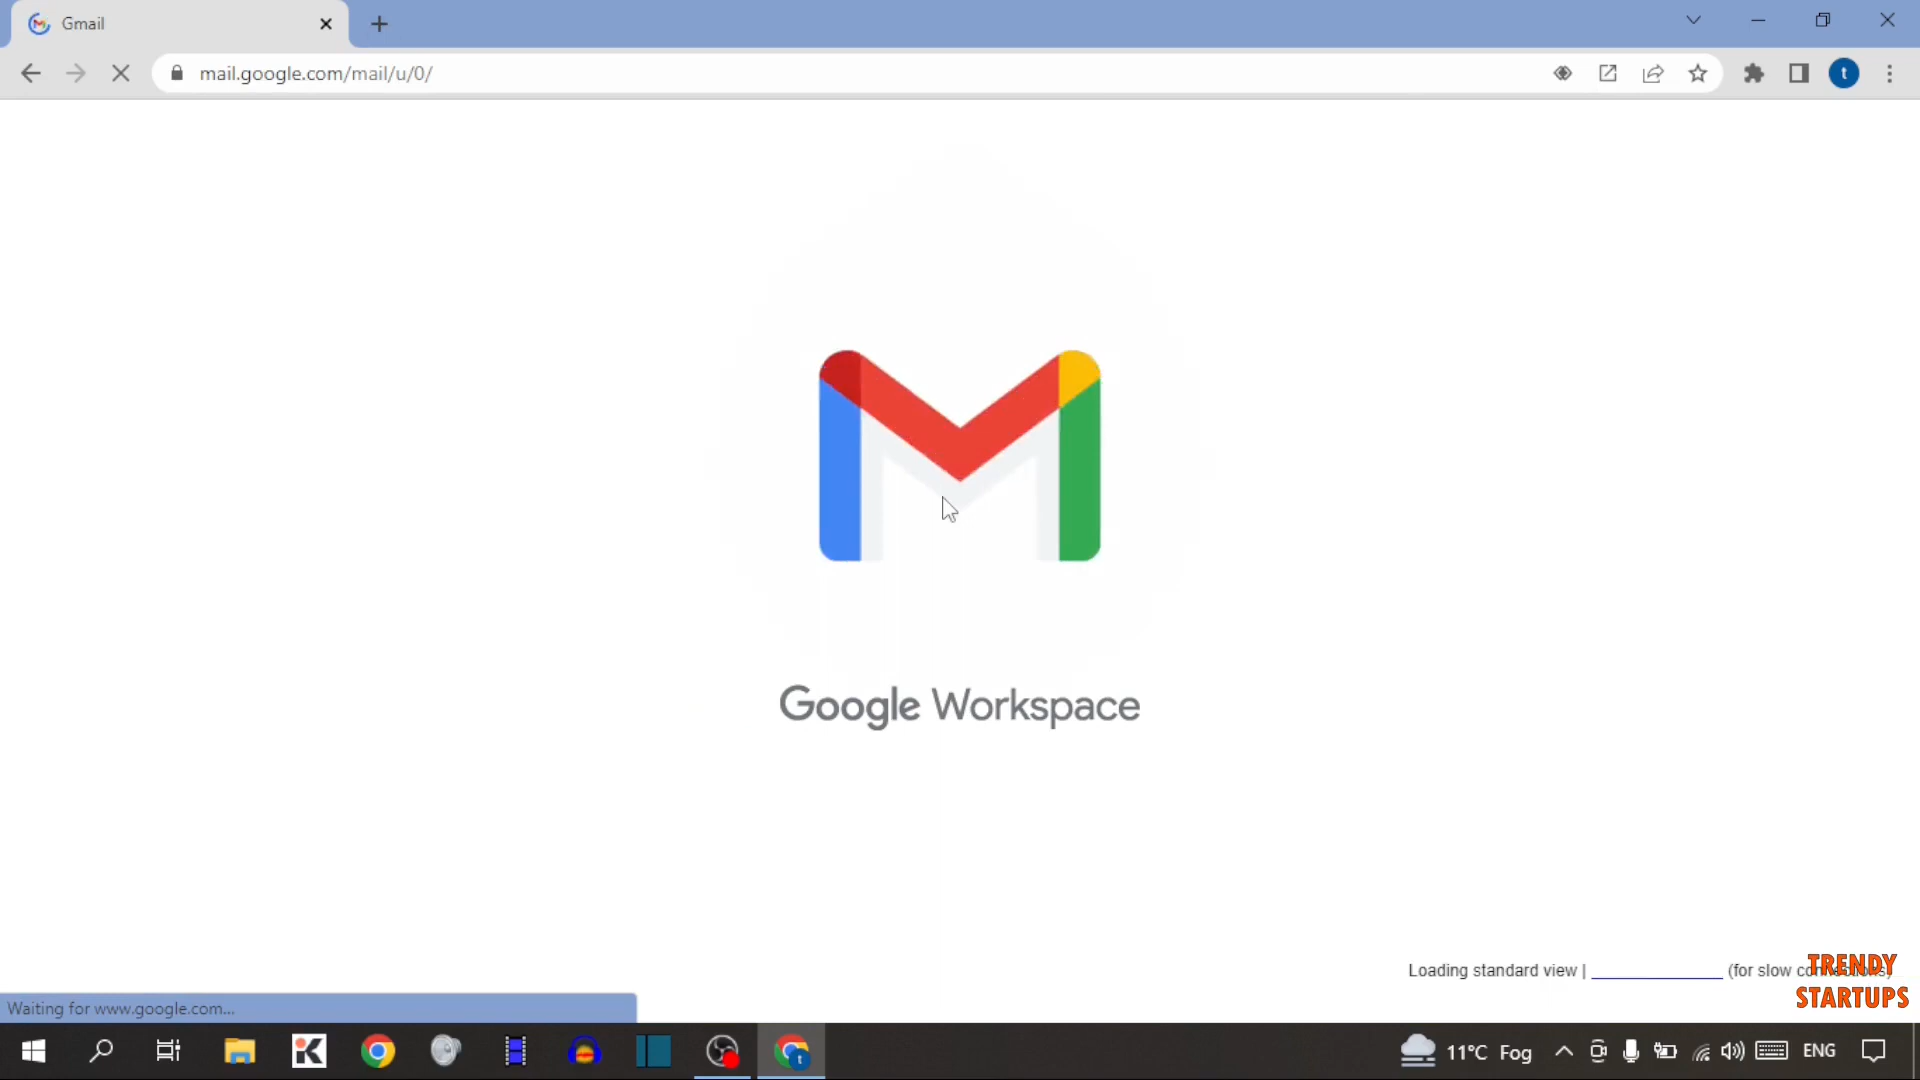 Gmail
mail.google.com/mail/u/0/
t
Google Workspace
Loading standard view | (for slow connections)
TRENDY
STARTUPS
Waiting for www.google.com...
11°C Fog
ENG